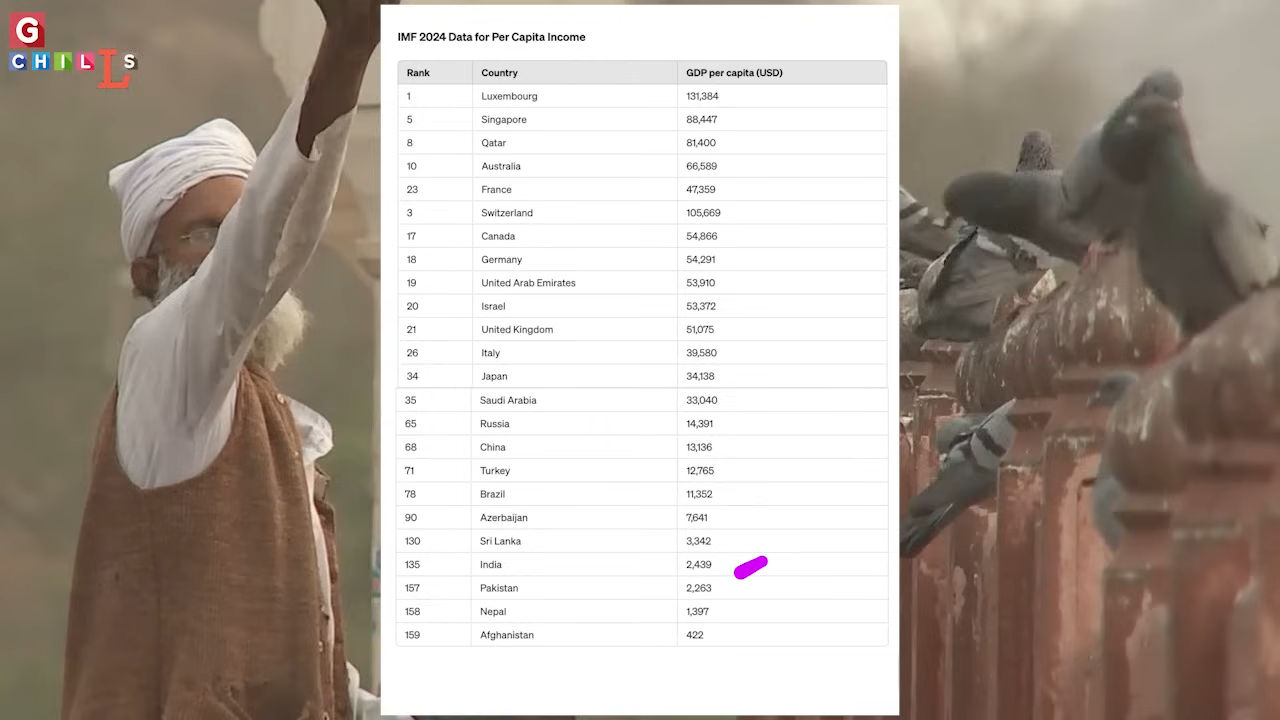 G
CHILLS
IMF 2024 Data for Per Capita Income
Rank Country GDP per capita (USD)
1 Luxembourg 131,384
5 Singapore 88,447
8 Qatar 81,400
10 Australia 66,589
23 France 47,359
3 Switzerland 105,669
17 Canada 54,866
18 Germany 54,291
19 United Arab Emirates 53,910
20 Israel 53,372
21 United Kingdom 51,075
26 Italy 39,580
34 Japan 34,138
35 Saudi Arabia 33,040
65 Russia 14,391
68 China 13,136
71 Turkey 12,765
78 Brazil 11,352
90 Azerbaijan 7,641
130 Sri Lanka 3,342
135 India 2,439
157 Pakistan 2,263
158 Nepal 1,397
159 Afghanistan 422